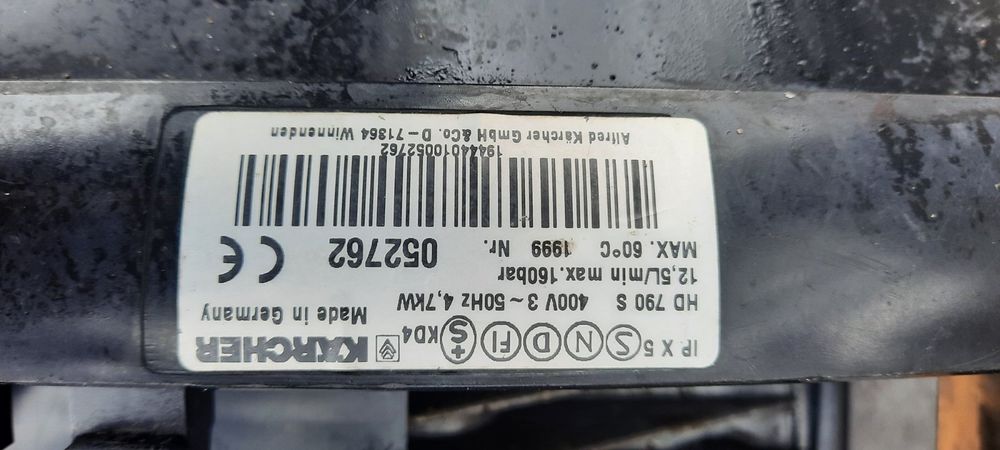 IP X 5 Ⓢ Ⓝ Ⓓ FI +S KD4 KÄRCHER
HD 790 S 400V 3~50Hz 4,7kW Made in Germany
12,5L/min max.160bar
MAX. 60°C 1999 Nr. 052762 CE
19444010052762
Alfred Kärcher GmbH &Co. D-71364 Winnenden